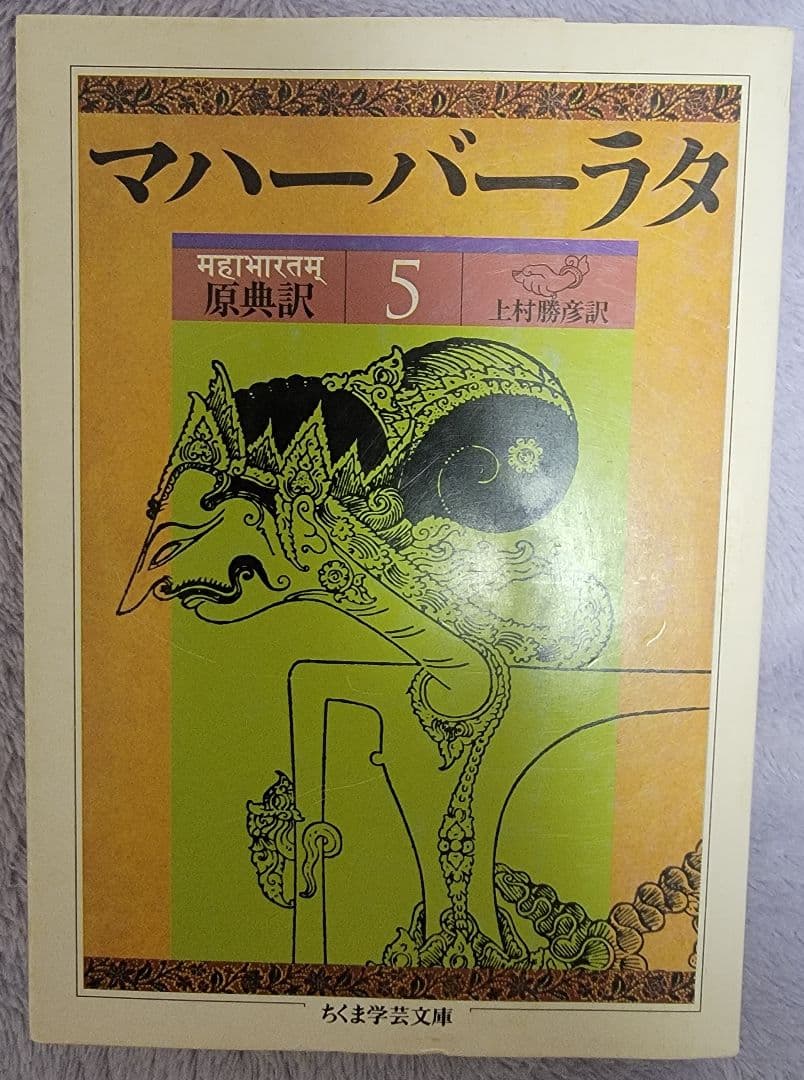 マハーバーラタ
महाभारतम्
原典訳
5
上村勝彦訳
ちくま学芸文庫